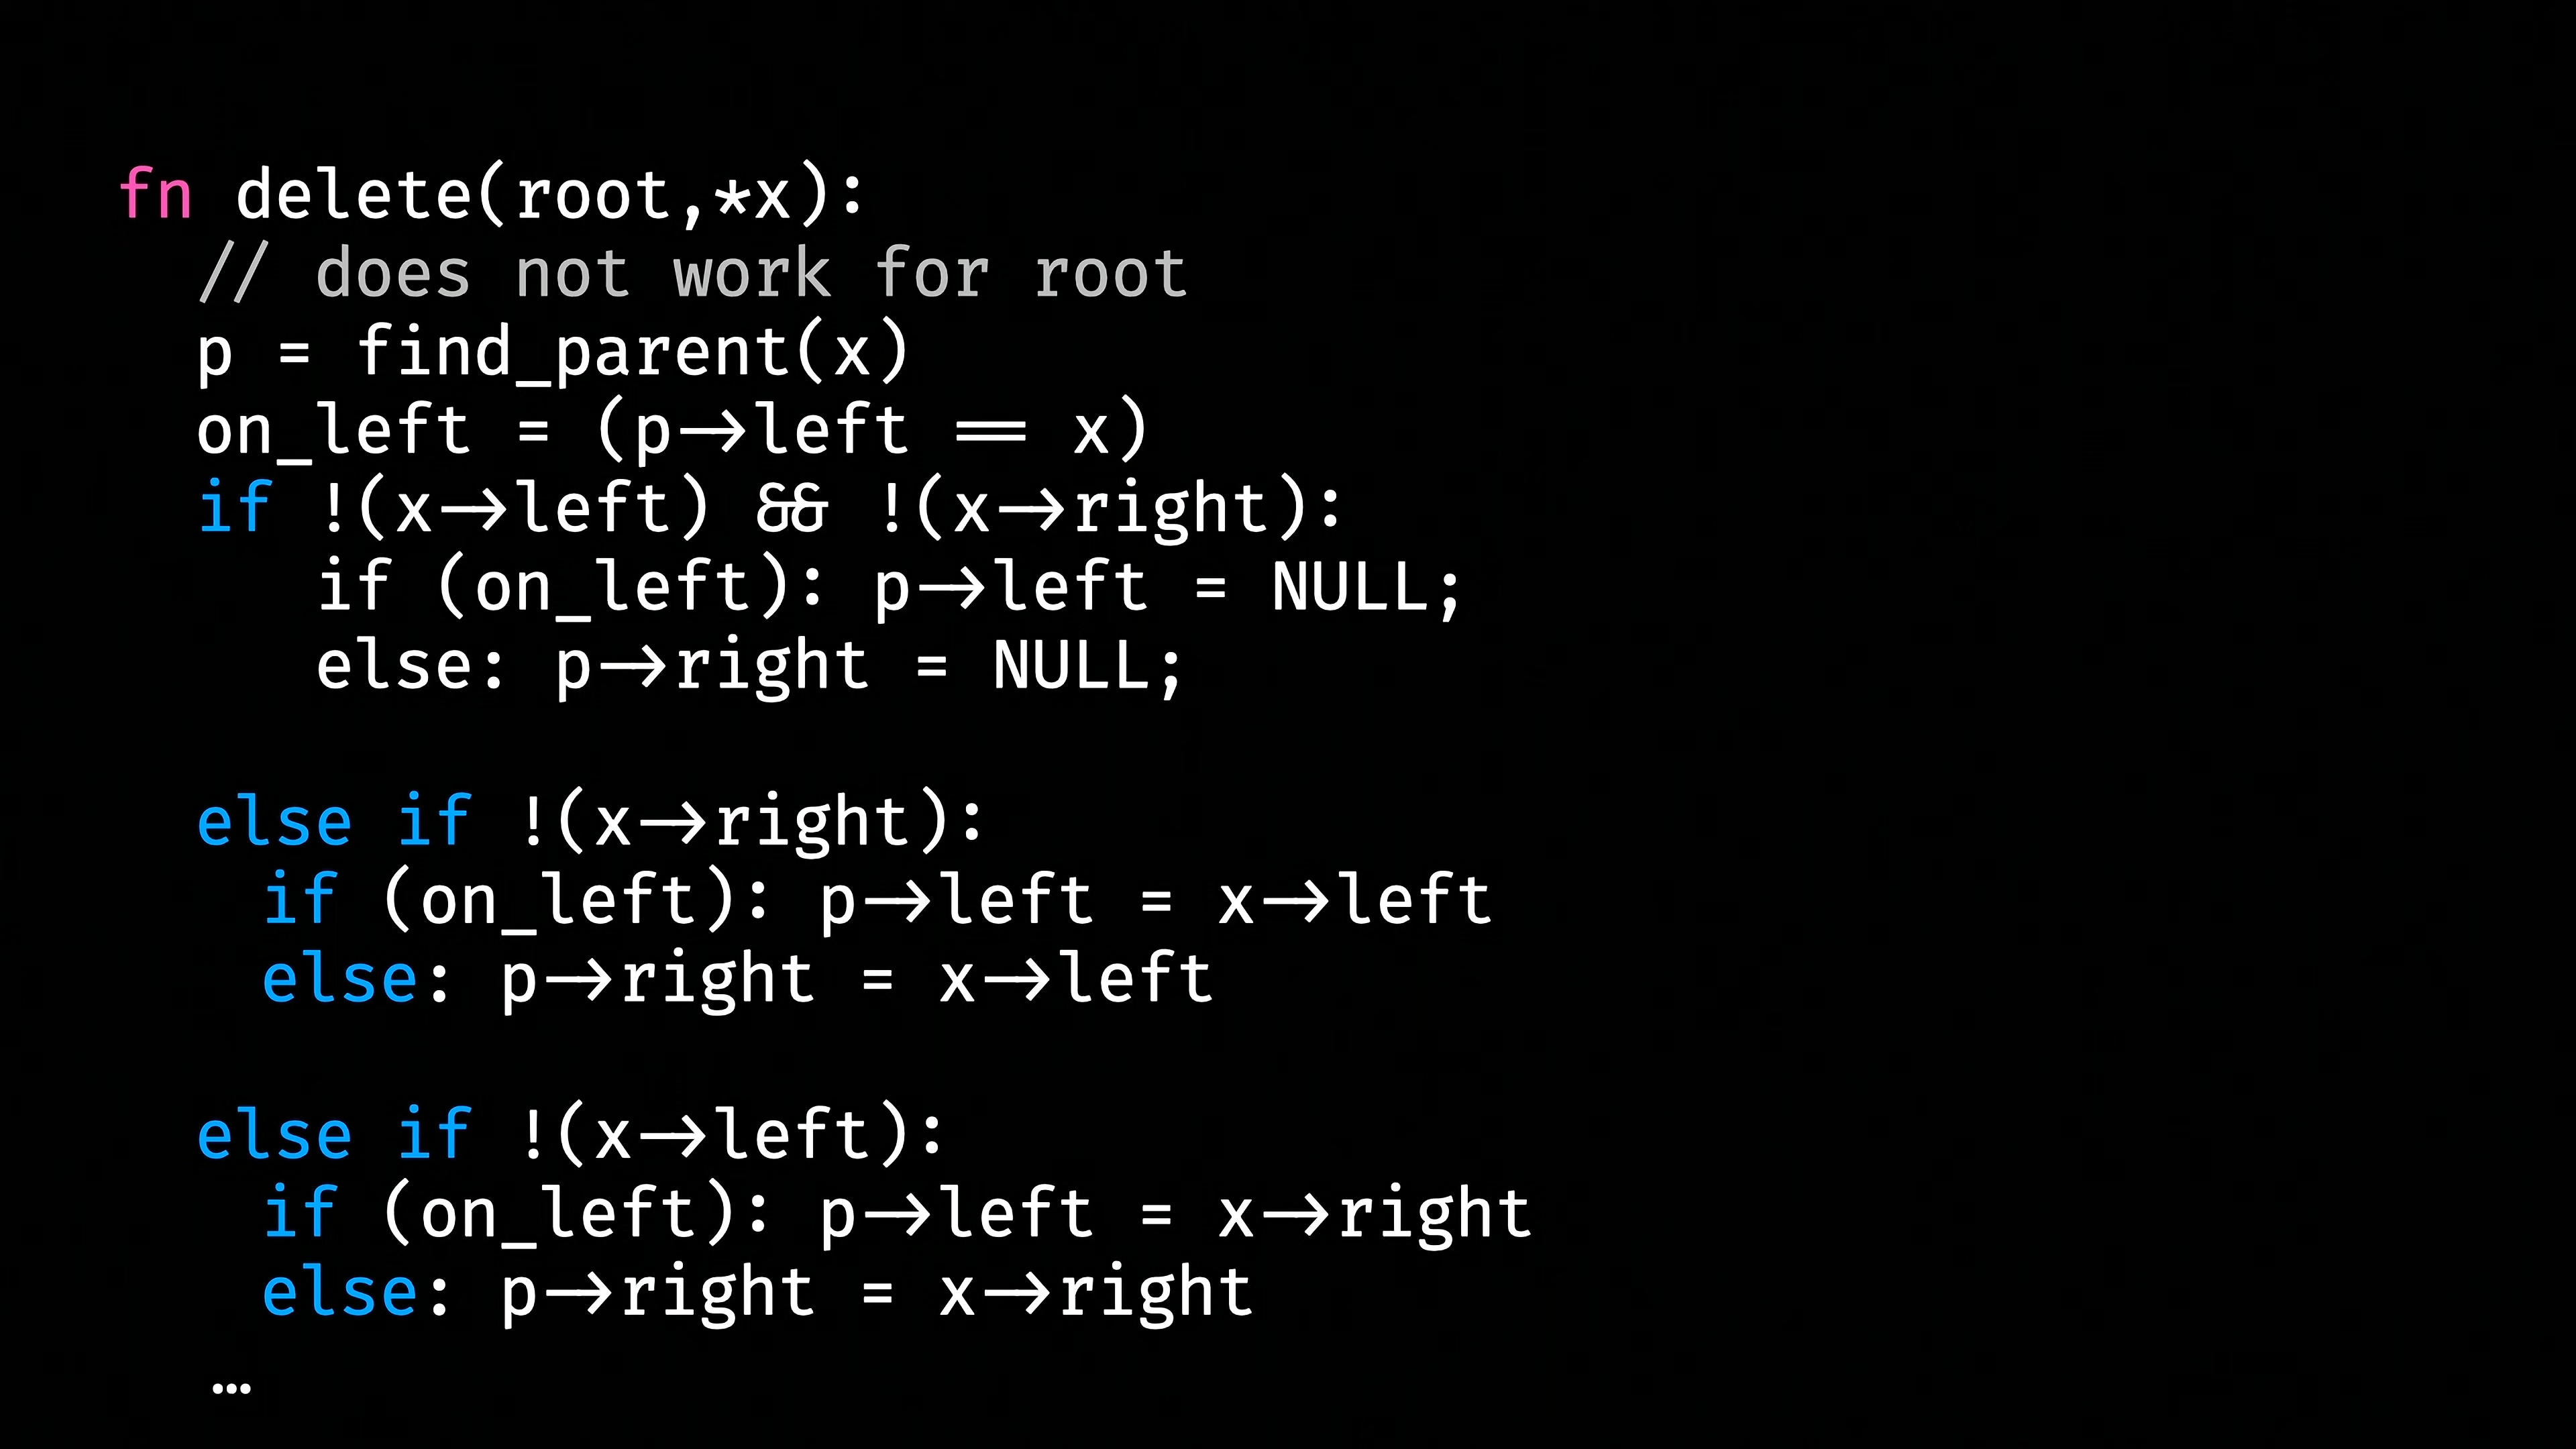 fn delete(root,*x):
// does not work for root
p = find_parent(x)
on_left = (p->left == x)
if !(x->left) && !(x->right):
if (on_left): p->left = NULL;
else: p->right = NULL;
else if !(x->right):
if (on_left): p->left = x->left
else: p->right = x->left
else if !(x->left):
if (on_left): p->left = x->right
else: p->right = x->right
…